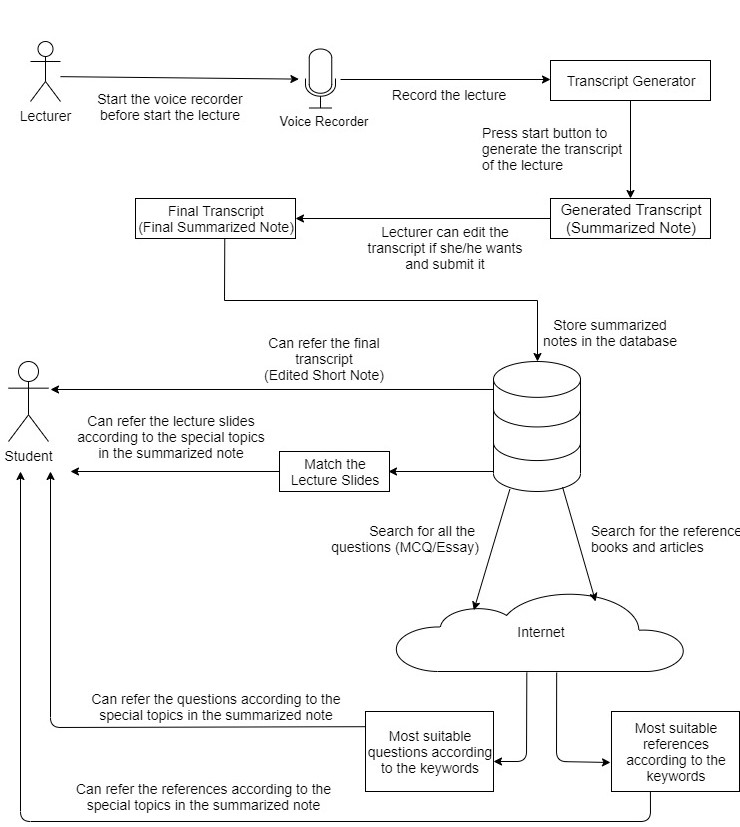 Lecturer
Start the voice recorder
before start the lecture
Voice Recorder
Record the lecture
Transcript Generator
Press start button to
generate the transcript
of the lecture
Generated Transcript
(Summarized Note)
Lecturer can edit the
transcript if she/he wants
and submit it
Final Transcript
(Final Summarized Note)
Store summarized
notes in the database
Can refer the final
transcript
(Edited Short Note)
Student
Can refer the lecture slides
according to the special topics
in the summarized note
Match the
Lecture Slides
Search for all the
questions (MCQ/Essay)
Search for the reference
books and articles
Internet
Can refer the questions according to the
special topics in the summarized note
Most suitable
questions according
to the keywords
Most suitable
references
according to the
keywords
Can refer the references according to the
special topics in the summarized note